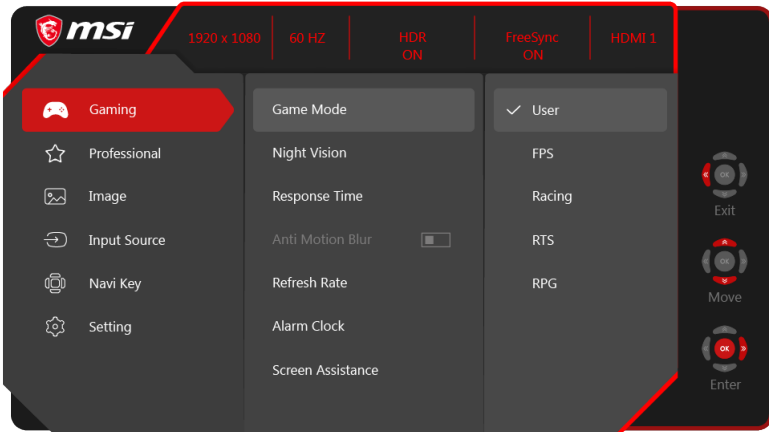 msi
1920 x 1080 60 HZ HDR ON FreeSync ON HDMI 1
Gaming
Professional
Image
Input Source
Navi Key
Setting
Game Mode
Night Vision
Response Time
Anti Motion Blur
Refresh Rate
Alarm Clock
Screen Assistance
User
FPS
Racing
RTS
RPG
OK
Exit
OK
Move
OK
Enter